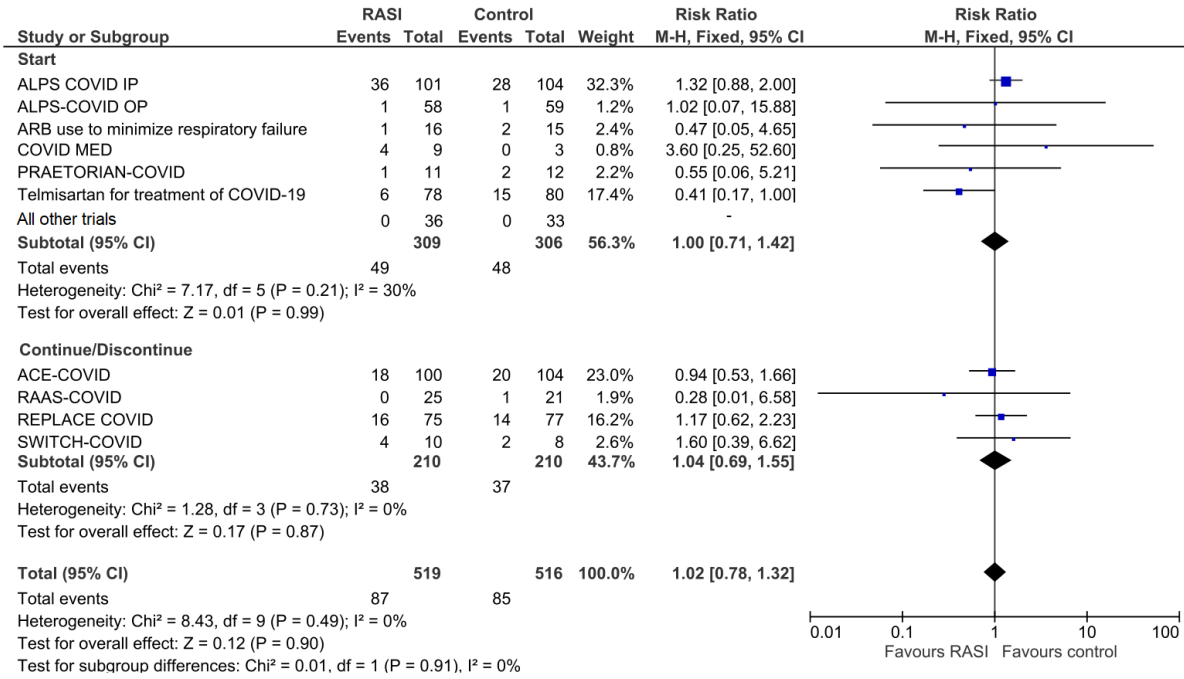 RASI Control Risk Ratio Risk Ratio
Study or Subgroup Events Total Events Total Weight M-H, Fixed, 95% CI M-H, Fixed, 95% CI
Start
ALPS COVID IP 36 101 28 104 32.3% 1.32 [0.88, 2.00]
ALPS-COVID OP 1 58 1 59 1.2% 1.02 [0.07, 15.88]
ARB use to minimize respiratory failure 1 16 2 15 2.4% 0.47 [0.05, 4.65]
COVID MED 4 9 0 3 0.8% 3.60 [0.25, 52.60]
PRAETORIAN-COVID 1 11 2 12 2.2% 0.55 [0.06, 5.21]
Telmisartan for treatment of COVID-19 6 78 15 80 17.4% 0.41 [0.17, 1.00]
All other trials 0 36 0 33 -
Subtotal (95% CI) 309 306 56.3% 1.00 [0.71, 1.42]
Total events 49 48
Heterogeneity: Chi² = 7.17, df = 5 (P = 0.21); I² = 30%
Test for overall effect: Z = 0.01 (P = 0.99)
Continue/Discontinue
ACE-COVID 18 100 20 104 23.0% 0.94 [0.53, 1.66]
RAAS-COVID 0 25 1 21 1.9% 0.28 [0.01, 6.58]
REPLACE COVID 16 75 14 77 16.2% 1.17 [0.62, 2.23]
SWITCH-COVID 4 10 2 8 2.6% 1.60 [0.39, 6.62]
Subtotal (95% CI) 210 210 43.7% 1.04 [0.69, 1.55]
Total events 38 37
Heterogeneity: Chi² = 1.28, df = 3 (P = 0.73); I² = 0%
Test for overall effect: Z = 0.17 (P = 0.87)
Total (95% CI) 519 516 100.0% 1.02 [0.78, 1.32]
Total events 87 85
Heterogeneity: Chi² = 8.43, df = 9 (P = 0.49); I² = 0%
Test for overall effect: Z = 0.12 (P = 0.90)
Test for subgroup differences: Chi² = 0.01, df = 1 (P = 0.91), I² = 0%
0.01 0.1 1 10 100
Favours RASI Favours control